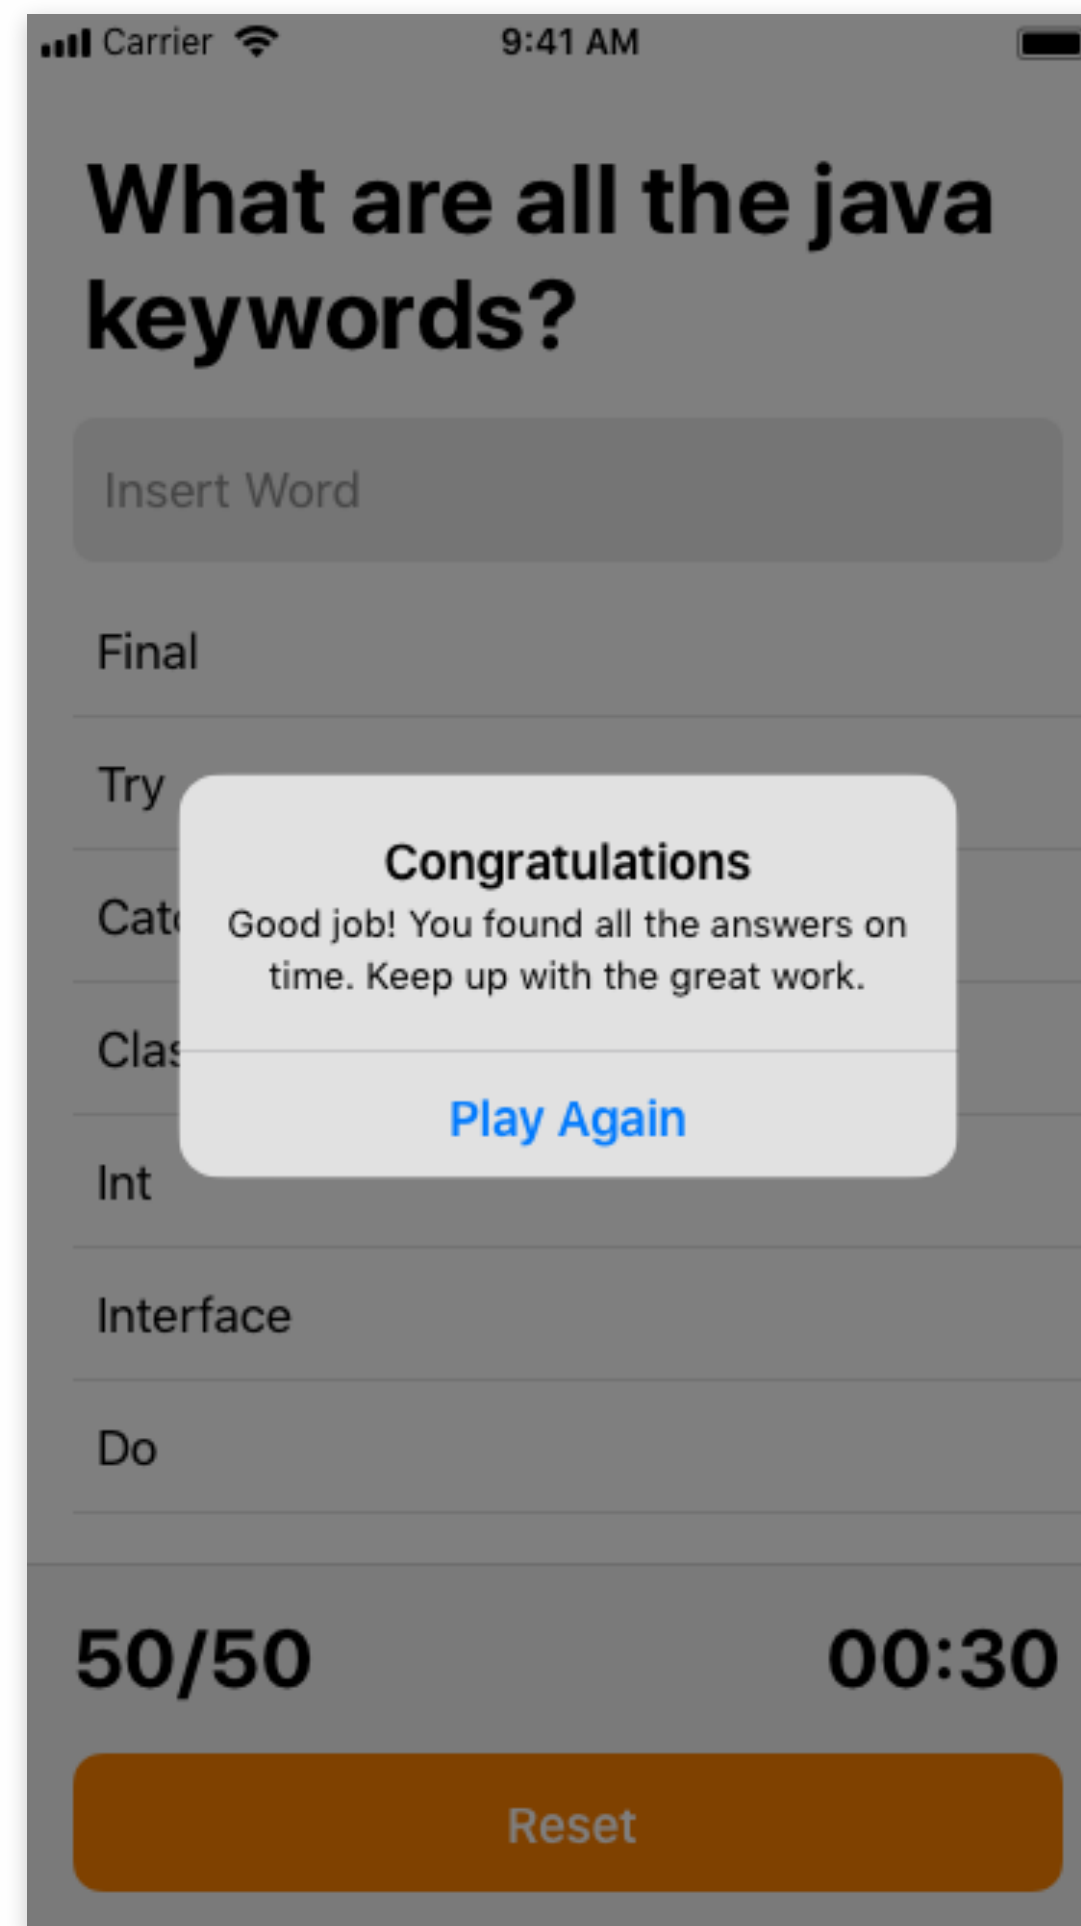 Carrier 9:41 AM
What are all the java
keywords?
Insert Word
Final
Try
Congratulations
Good job! You found all the answers on
time. Keep up with the great work.
Play Again
Int
Interface
Do
50/50 00:30
Reset